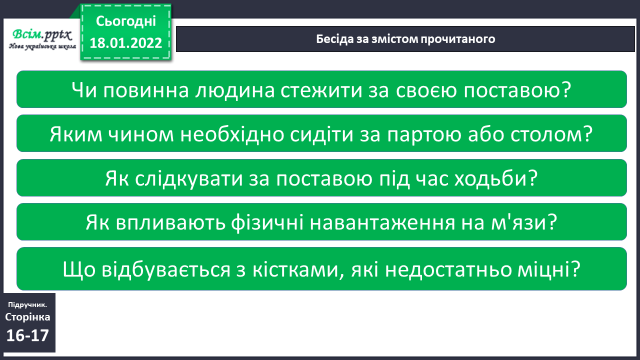 Всім.pptx
Нова українська школа
Сьогодні
18.01.2022
Бесіда за змістом прочитаного
Чи повинна людина стежити за своєю поставою?
Яким чином необхідно сидіти за партою або столом?
Як слідкувати за поставою під час ходьби?
Як впливають фізичні навантаження на м'язи?
Що відбувається з кістками, які недостатньо міцні?
Підручник.
Сторінка
16-17